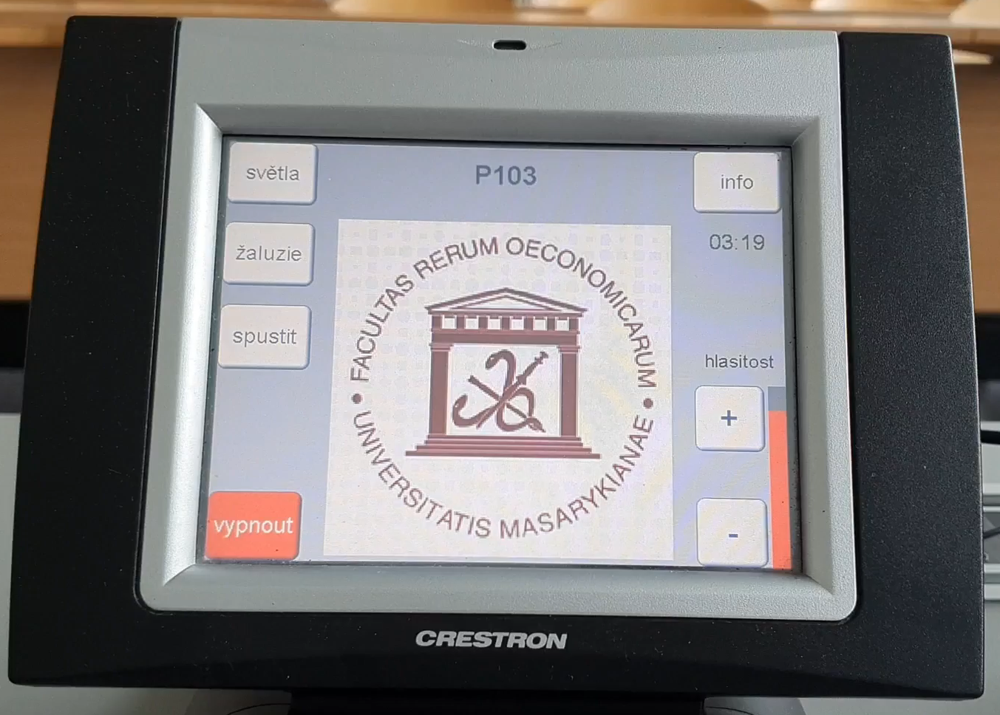 světla
P103
info
žaluzie
03:19
spustit
FACULTAS RERUM OECONOMICARUM
• UNIVERSITATIS MASARYKIANAE •
hlasitost
+
-
vypnout
CRESTRON